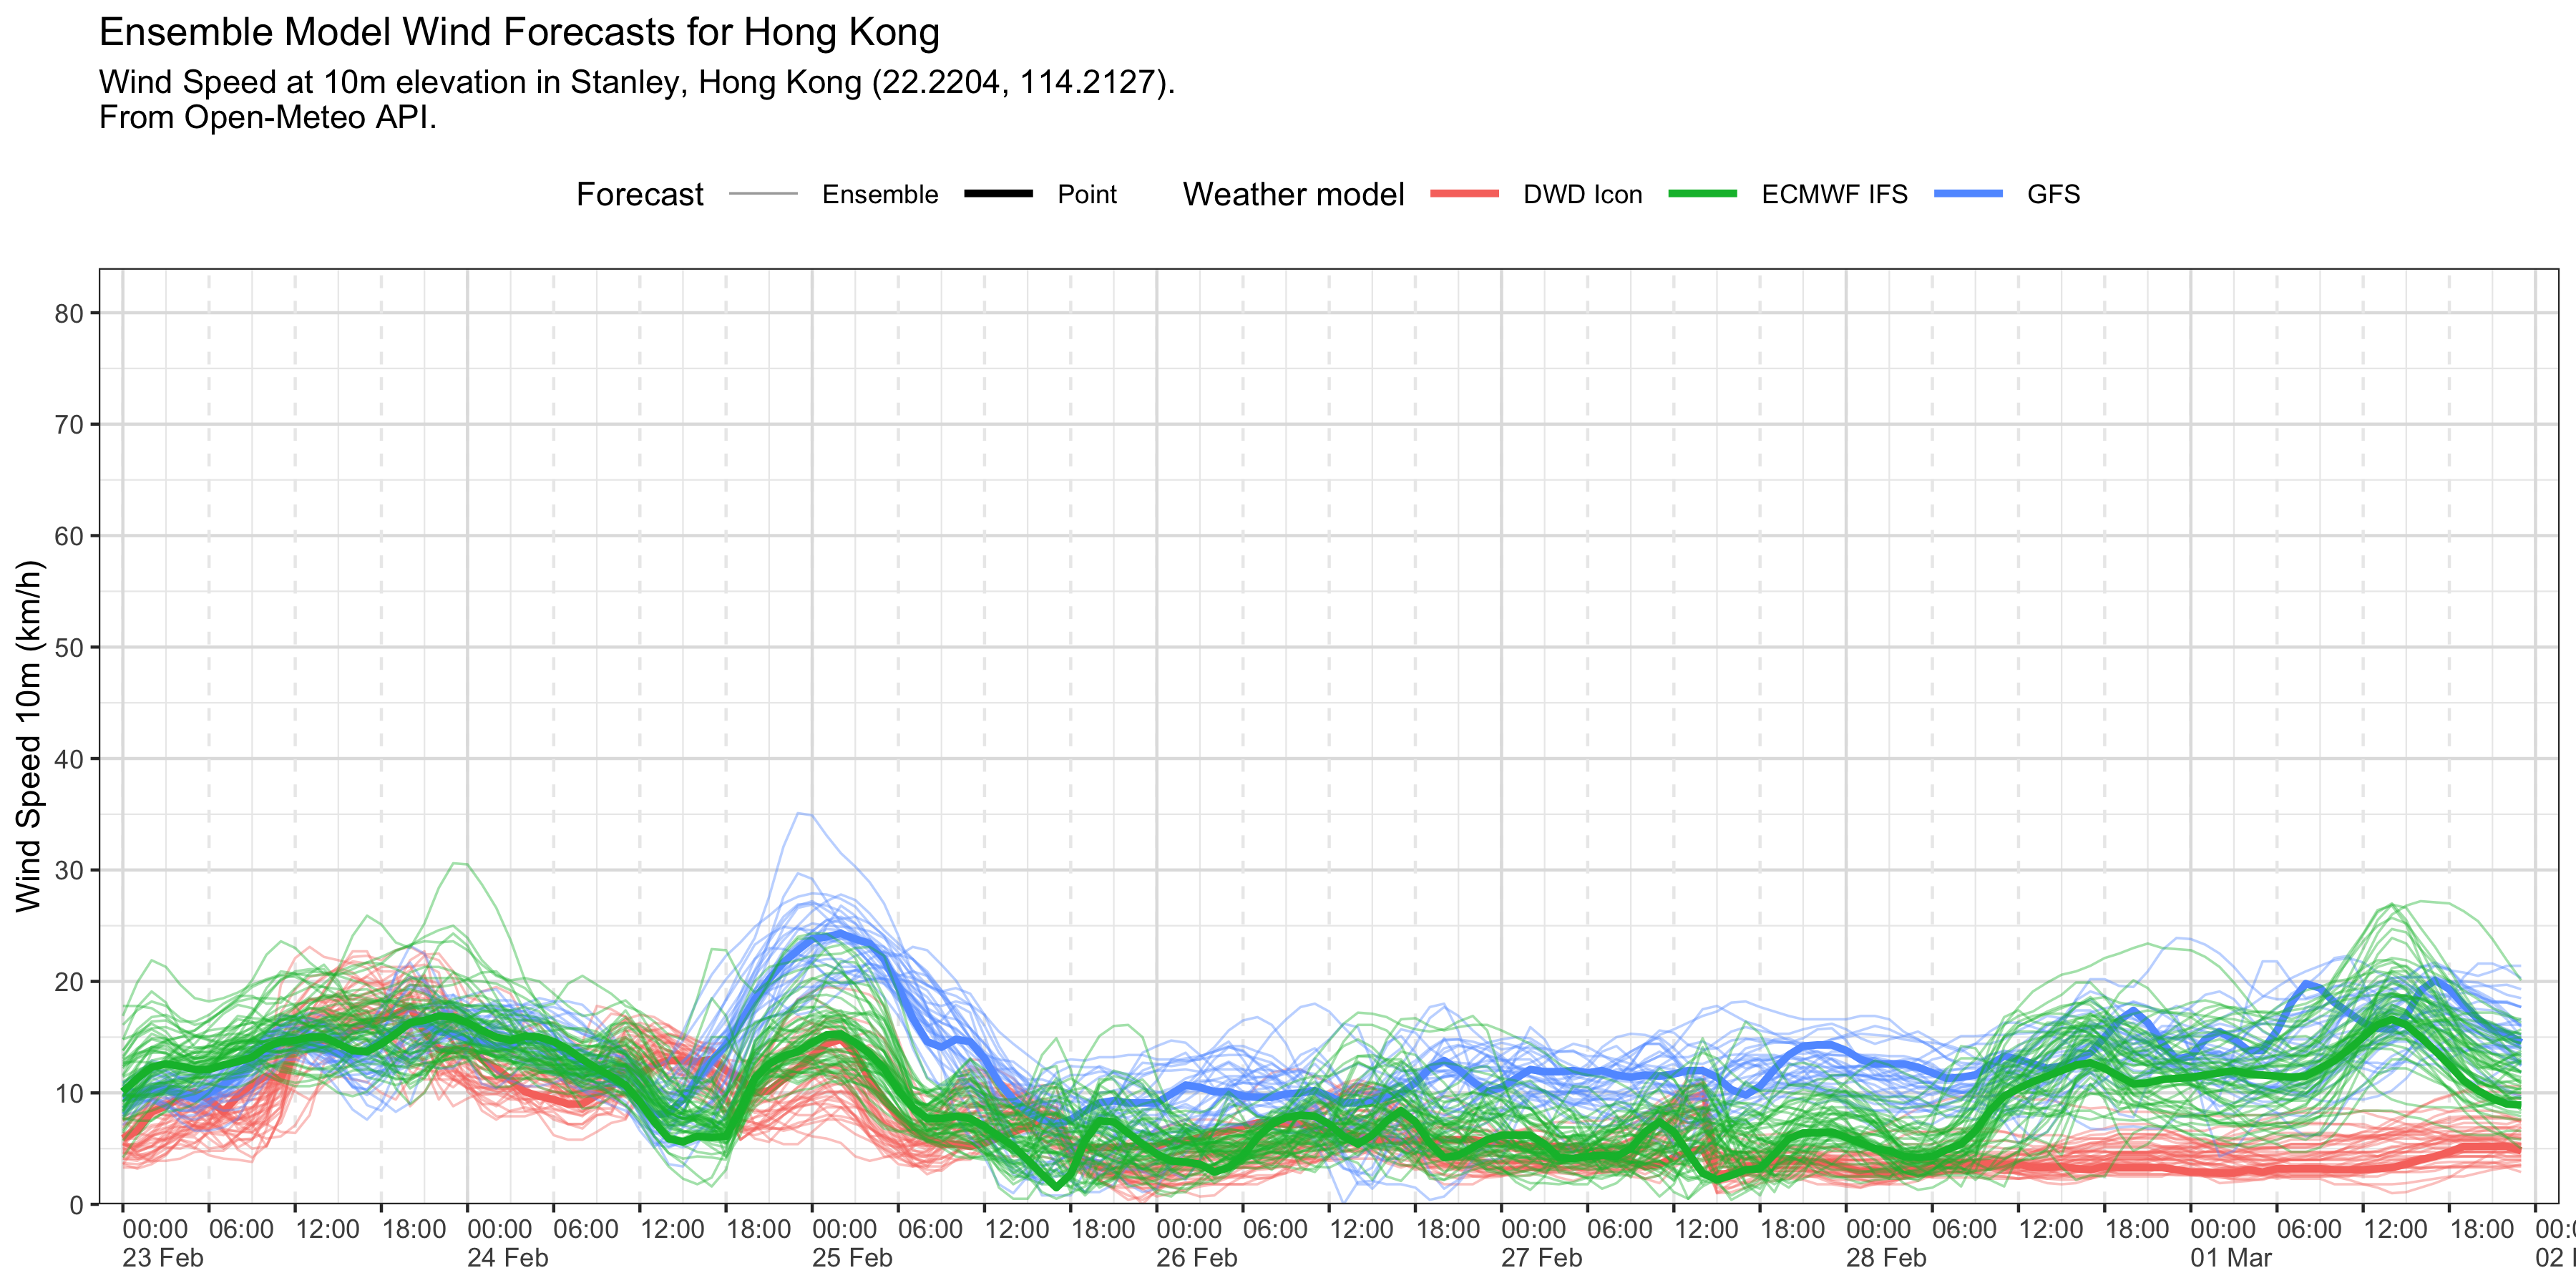 Ensemble Model Wind Forecasts for Hong Kong
Wind Speed at 10m elevation in Stanley, Hong Kong (22.2204, 114.2127).
From Open-Meteo API.
Forecast Ensemble Point Weather model DWD Icon ECMWF IFS GFS
Wind Speed 10m (km/h)
80
70
60
50
40
30
20
10
0
00:00 06:00 12:00 18:00 00:00 06:00 12:00 18:00 00:00 06:00 12:00 18:00 00:00 06:00 12:00 18:00 00:00 06:00 12:00 18:00 00:00 06:00 12:00 18:00 00:00 06:00 12:00 18:00
23 Feb 24 Feb 25 Feb 26 Feb 27 Feb 28 Feb 01 Mar 02